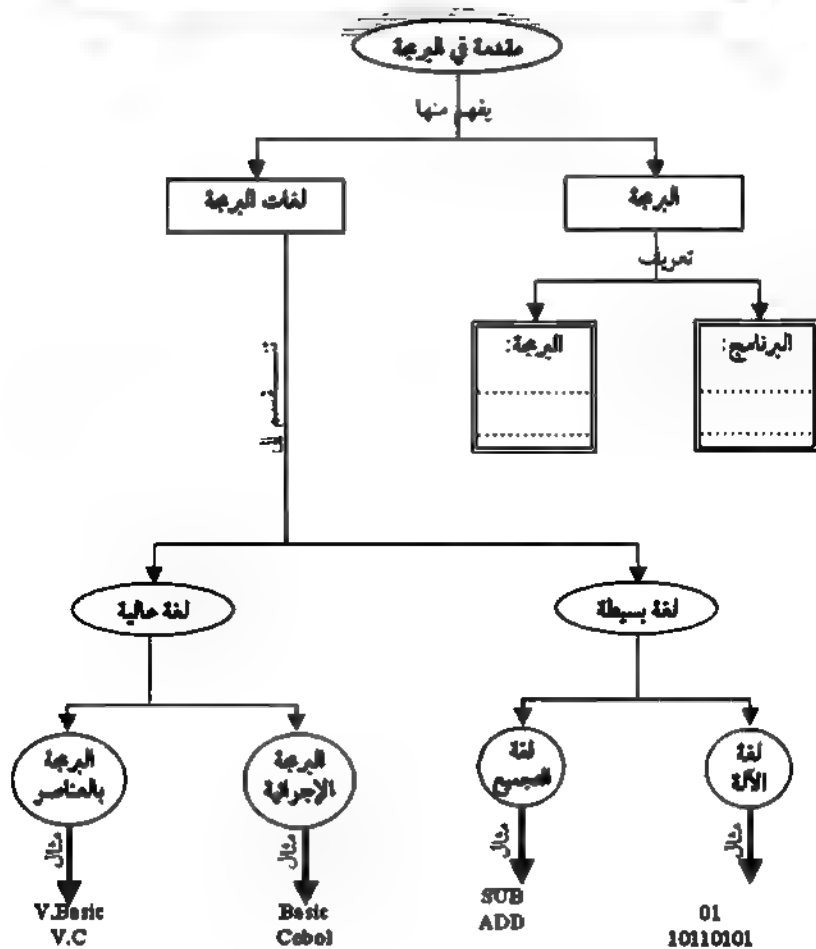 مقدمة في البرمجة
يفهم منها
البرمجة
لغات البرمجة
تعريف
البرنامج:
البرمجة:
تنقسم إلى
لغة بسيطة
لغة عالية
لغة
الآلة
لغة
التجميع
البرمجة
الإجرائية
البرمجة
بالعناصر
مثال
مثال
مثال
مثال
01
10110101
SUB
ADD
Basic
Cobol
V.Basic
V.C